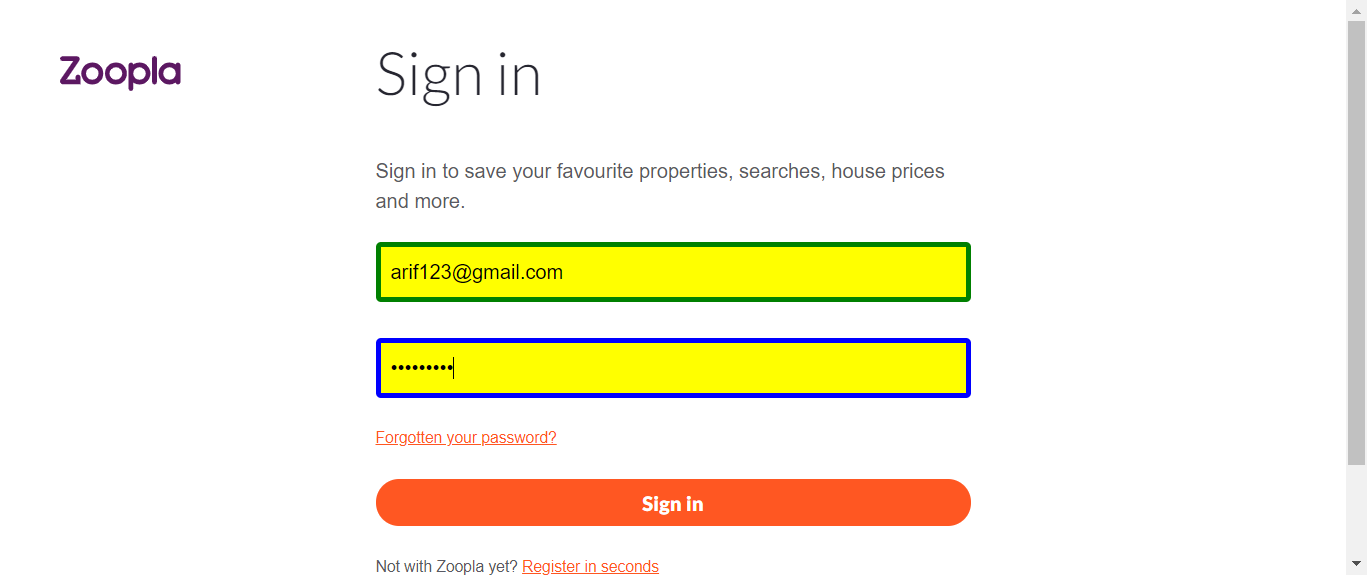 Zoopla
Sign in
Sign in to save your favourite properties, searches, house prices
and more.
arif123@gmail.com
•••••••••
Forgotten your password?
Sign in
Not with Zoopla yet? Register in seconds